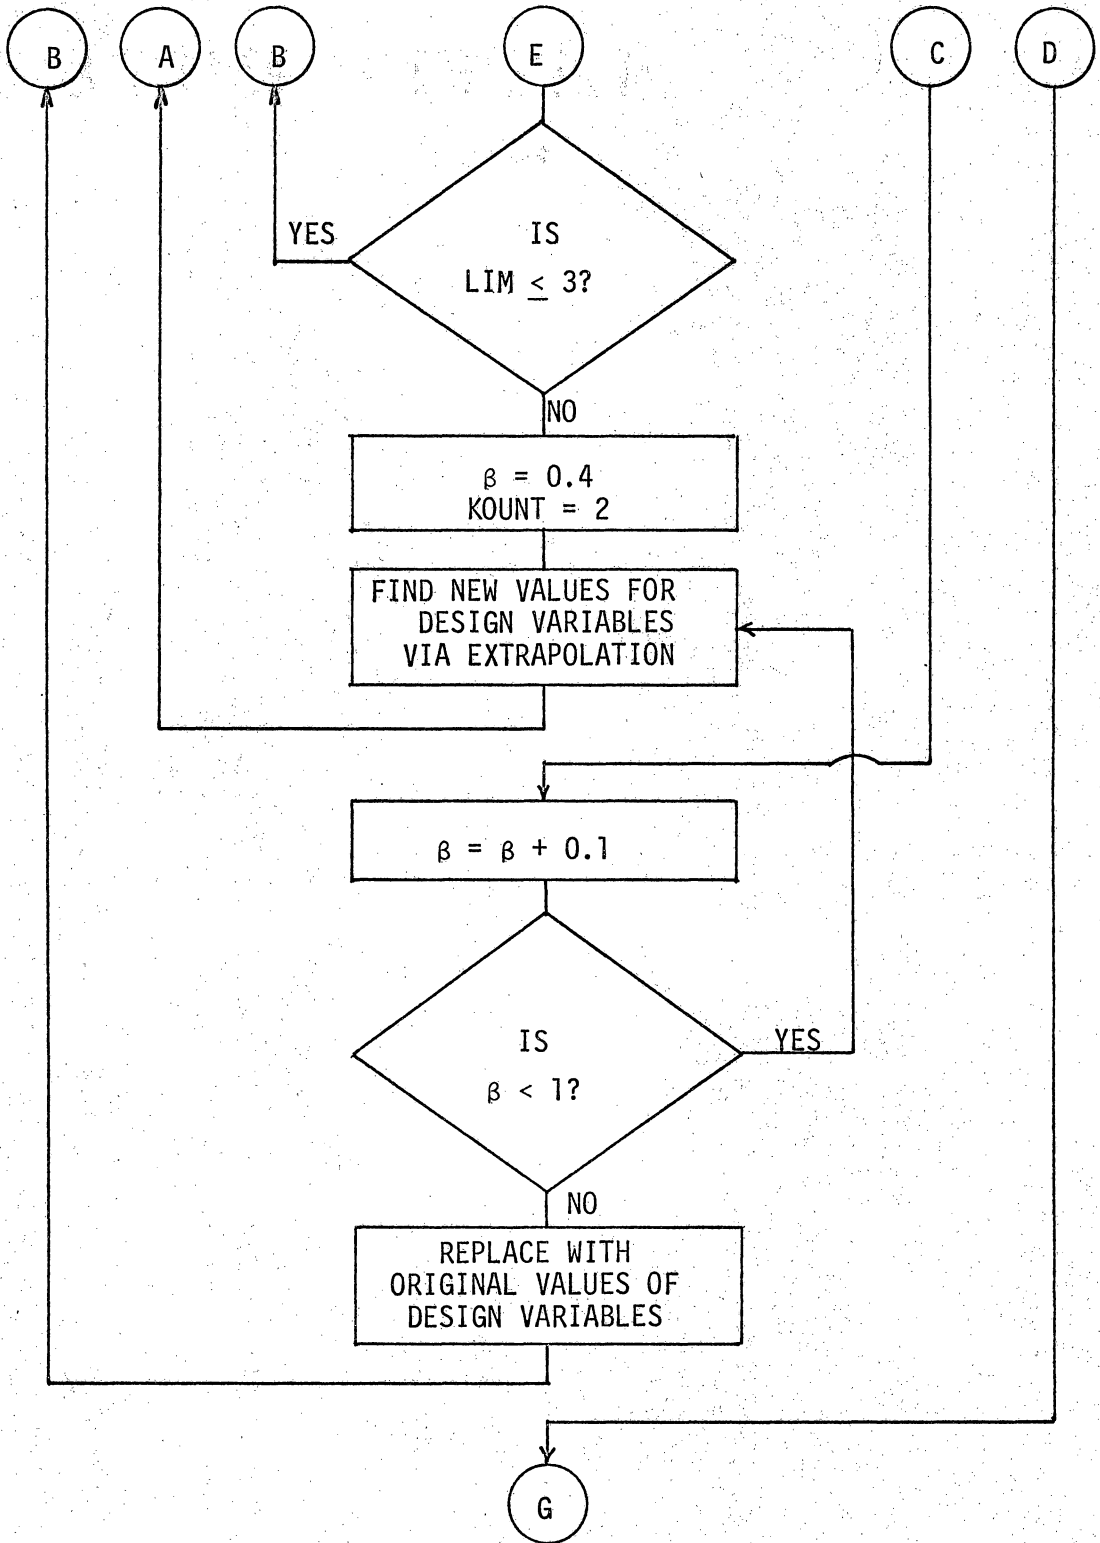 B A B E C D
YES
IS
LIM ≤ 3?
NO
β = 0.4
KOUNT = 2
FIND NEW VALUES FOR
DESIGN VARIABLES
VIA EXTRAPOLATION
β = β + 0.1
IS
β < 1?
YES
NO
REPLACE WITH
ORIGINAL VALUES OF
DESIGN VARIABLES
G